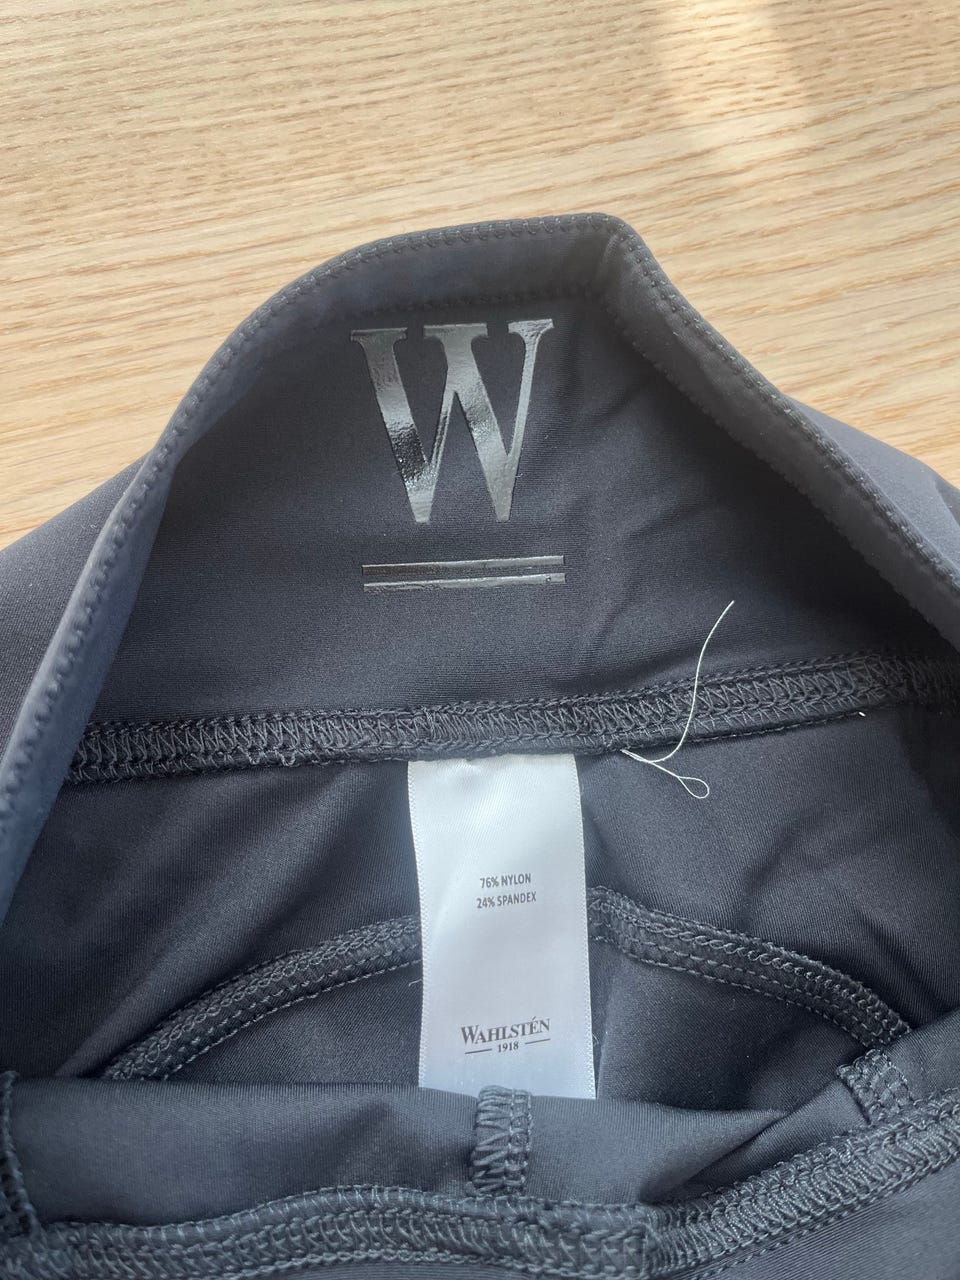 W
76% NYLON
24% SPANDEX
WAHLSTÉN
1918